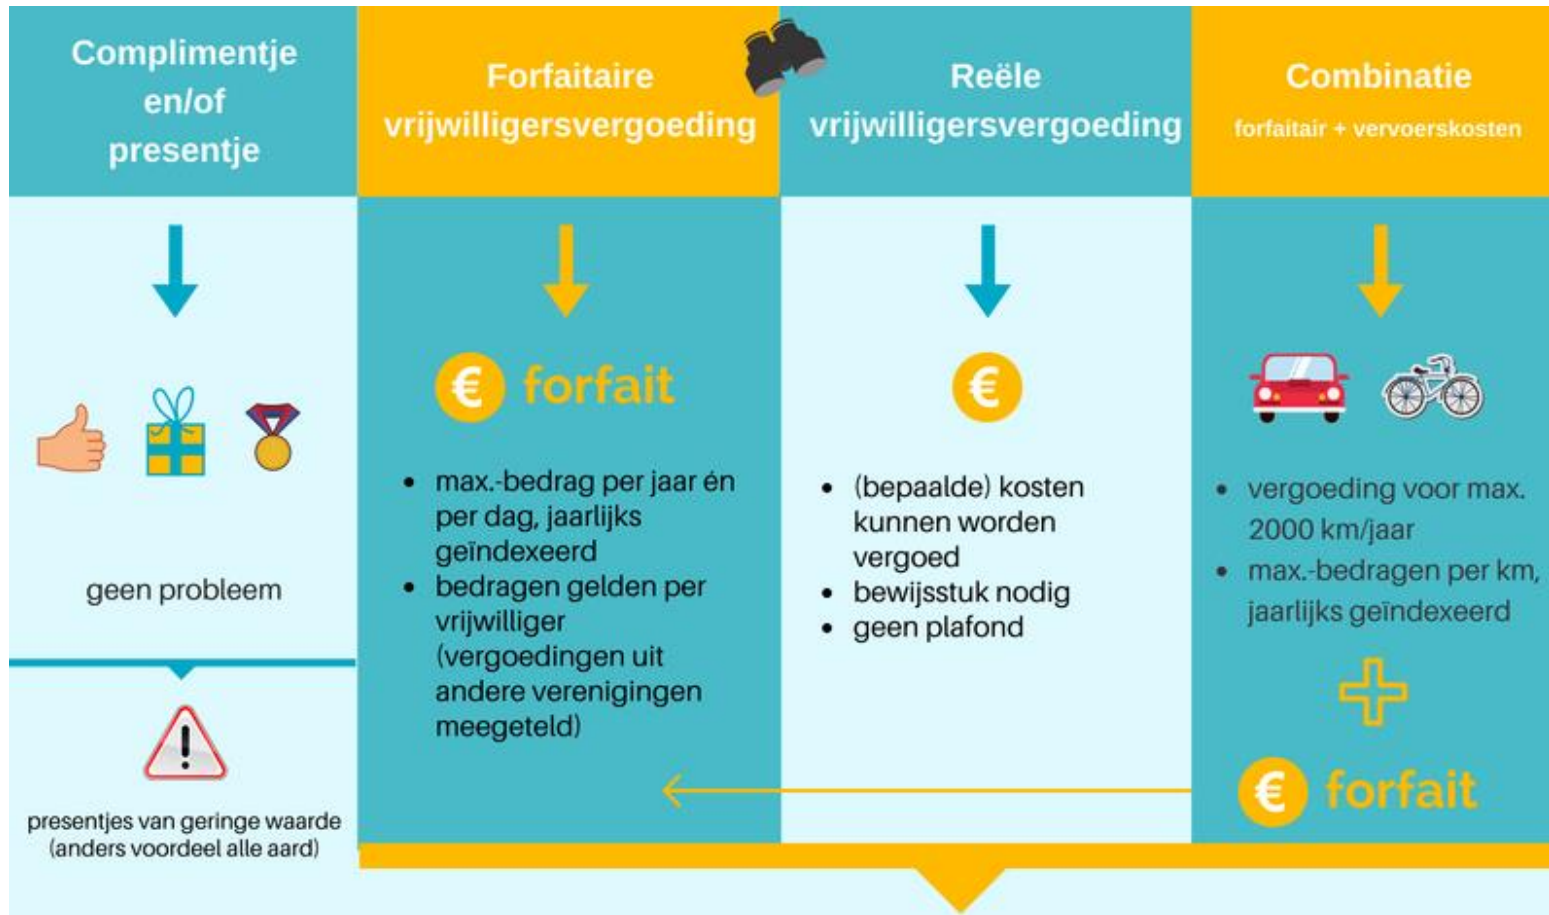 Complimentje
en/of
presentje
geen probleem
presentjes van geringe waarde
(anders voordeel alle aard)
Forfaitaire
vrijwilligersvergoeding
€ forfait
• max.-bedrag per jaar én
per dag, jaarlijks
geïndexeerd
• bedragen gelden per
vrijwilliger
(vergoedingen uit
andere verenigingen
meegeteld)
Reële
vrijwilligersvergoeding
€
• (bepaalde) kosten
kunnen worden
vergoed
• bewijsstuk nodig
• geen plafond
Combinatie
forfaitair + vervoerskosten
• vergoeding voor max.
2000 km/jaar
• max.-bedragen per km,
jaarlijks geïndexeerd
€ forfait